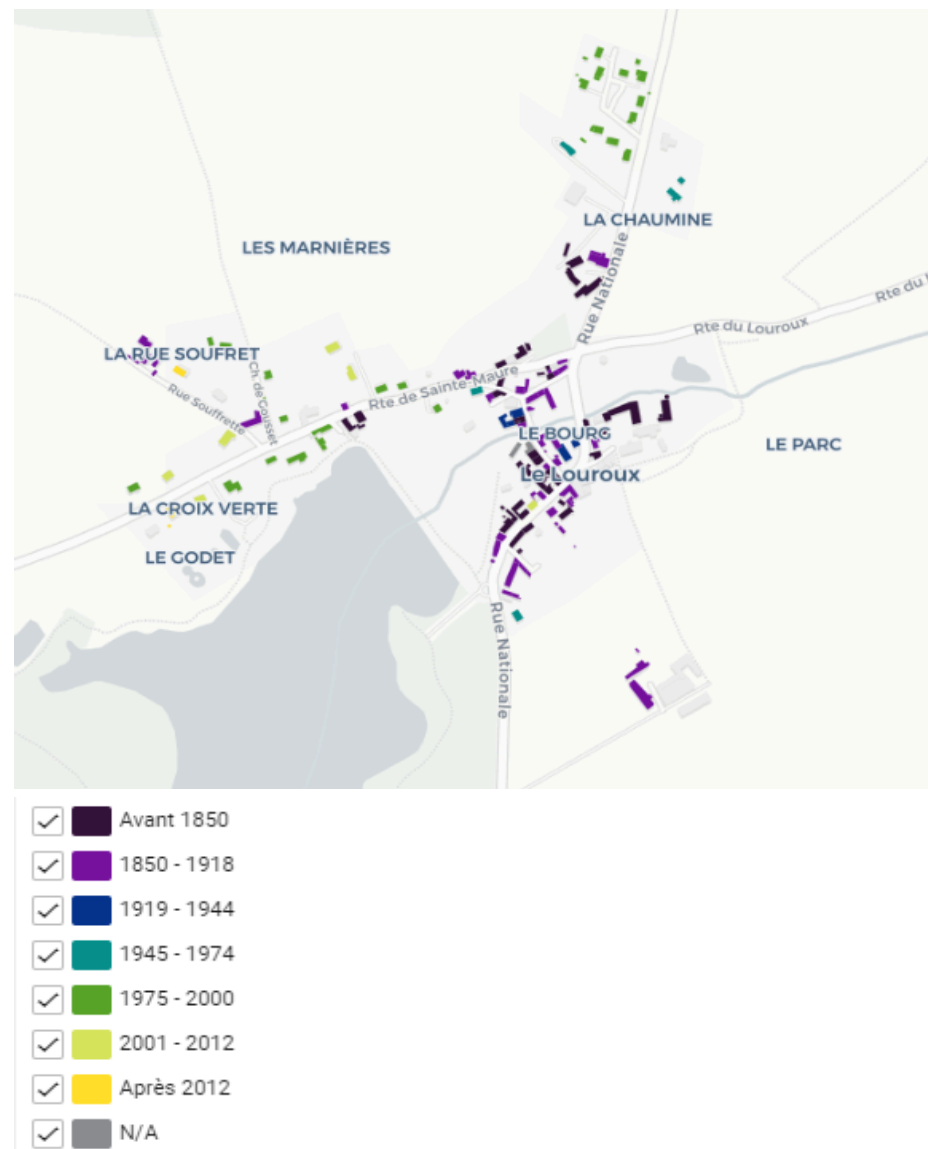 LA CHAUMINE
LES MARNIÈRES
Rue Nationale
Rte du
Rte du Louroux
LA RUE SOUFRET
Rte de Sainte-Maure
Ch. de Gousset
Rue Souffrette
LE BOURG
LE PARC
Le Louroux
LA CROIX VERTE
LE GODET
Rue Nationale
Avant 1850
1850 - 1918
1919 - 1944
1945 - 1974
1975 - 2000
2001 - 2012
Après 2012
N/A